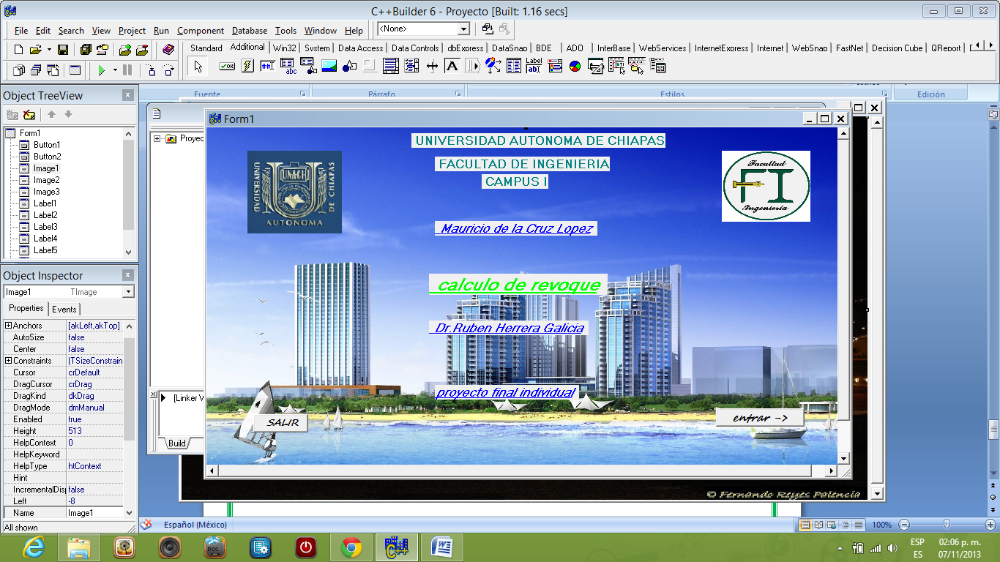 C++Builder 6 - Proyecto [Built: 1.16 secs]
File Edit Search View Project Run Component Database Tools Window Help
<None>
Standard Additional Win32 System Data Access Data Controls dbExpress DataSnap BDE ADO InterBase WebServices InternetExpress Internet WebSnap FastNet Decision Cube QReport
Fuente Párrafo Estilos Edición
Object TreeView
Form1
Button1
Button2
Image1
Image2
Image3
Label1
Label2
Label3
Label4
Label5
Object Inspector
Image1 TImage
Properties Events
Anchors [akLeft,akTop]
AutoSize false
Center false
Constraints (TSizeConstrain
Cursor crDefault
DragCursor crDrag
DragKind dkDrag
DragMode dmManual
Enabled true
Height 513
HelpContext 0
HelpKeyword
HelpType htContext
Hint
IncrementalDisp false
Left -8
Name Image1
All shown
Proyec
[Linker V
Build
Form1
UNIVERSIDAD AUTONOMA DE CHIAPAS
FACULTAD DE INGENIERIA
CAMPUS I
UNIVERSIDAD
UNACH
DE CHIAPAS
AUTONOMA
Facultad
FI
Ingeniería
Mauricio de la Cruz Lopez
calculo de revoque
Dr.Ruben Herrera Galicia
proyecto final individual
SALIR
entrar ->
© Fernando Reyes Palencia
Español (México)
100%
DOC
ESP
ES
02:06 p. m.
07/11/2013